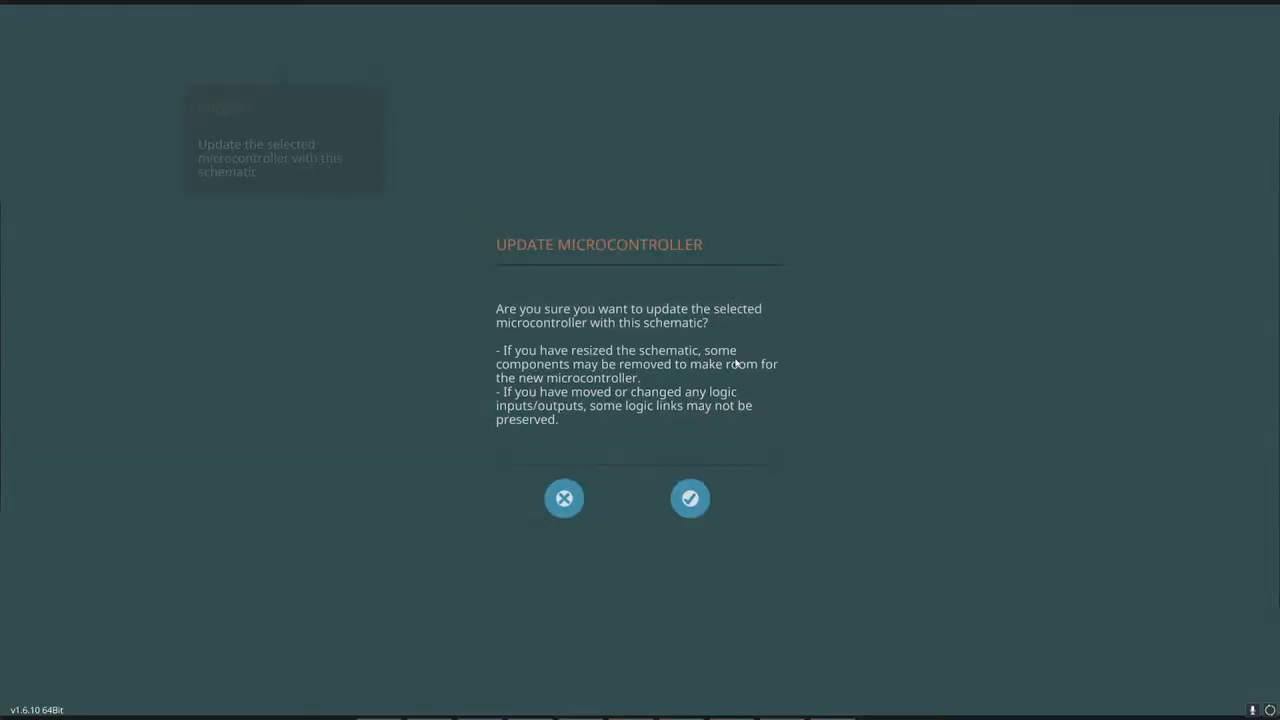 Update the selected
microcontroller with this
schematic
UPDATE MICROCONTROLLER
Are you sure you want to update the selected
microcontroller with this schematic?
- If you have resized the schematic, some
components may be removed to make room for
the new microcontroller.
- If you have moved or changed any logic
inputs/outputs, some logic links may not be
preserved.
v1.6.10 64Bit